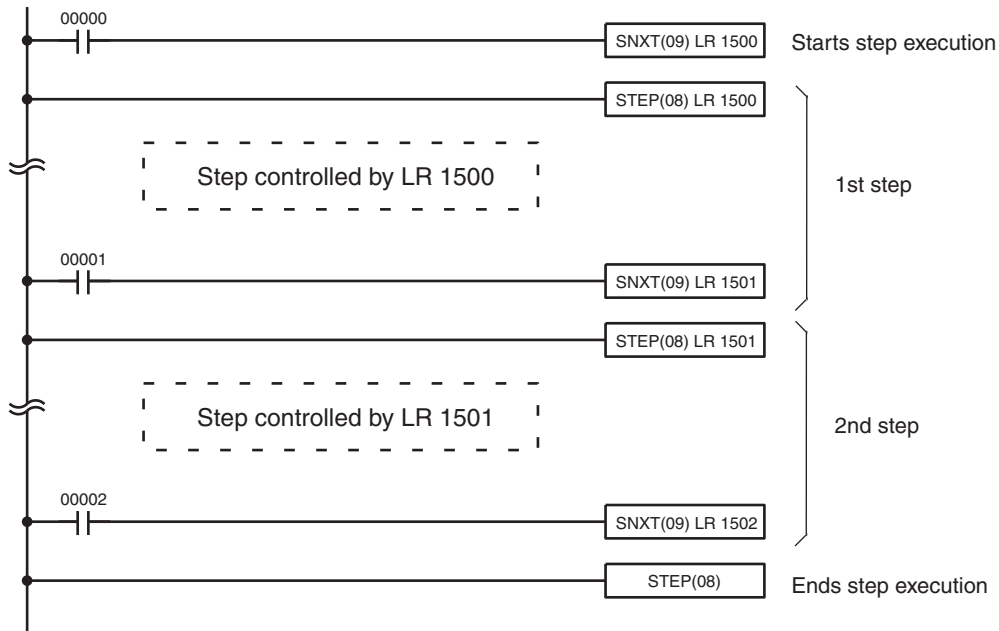 00000
SNXT(09) LR 1500
Starts step execution
STEP(08) LR 1500
Step controlled by LR 1500
1st step
00001
SNXT(09) LR 1501
STEP(08) LR 1501
Step controlled by LR 1501
2nd step
00002
SNXT(09) LR 1502
STEP(08)
Ends step execution